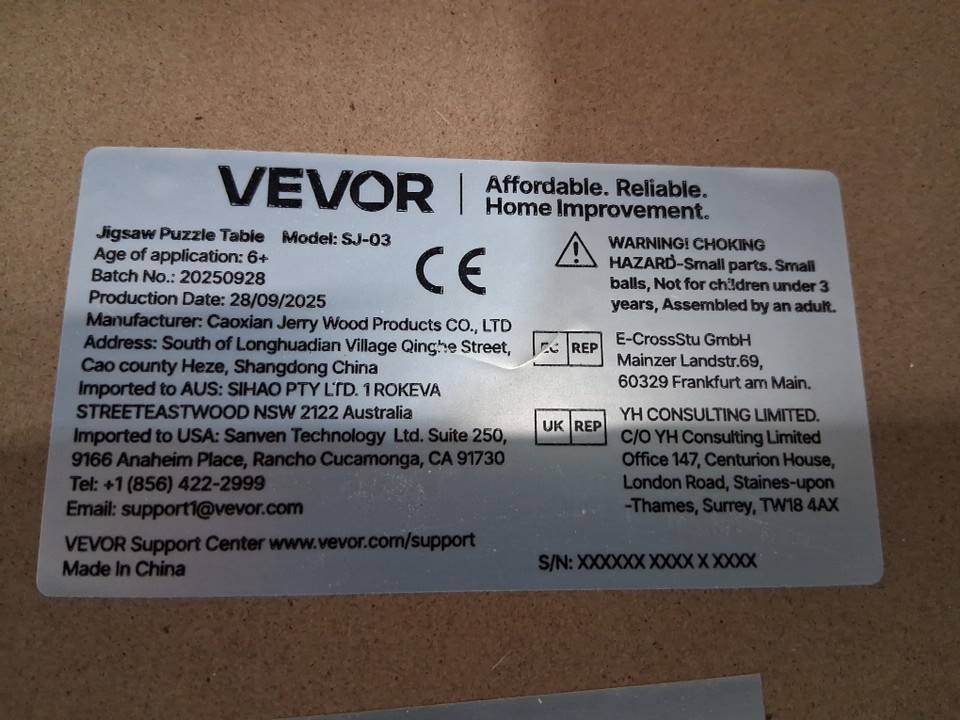 VEVOR
Affordable. Reliable.
Home Improvement.
Jigsaw Puzzle Table Model: SJ-03
Age of application: 6+
Batch No.: 20250928
Production Date: 28/09/2025
Manufacturer: Caoxian Jerry Wood Products CO., LTD
Address: South of Longhuadian Village Qinghe Street,
Cao county Heze, Shangdong China
Imported to AUS: SIHAO PTY LTD. 1 ROKEVA
STREETEASTWOOD NSW 2122 Australia
Imported to USA: Sanven Technology Ltd. Suite 250,
9166 Anaheim Place, Rancho Cucamonga, CA 91730
Tel: +1 (856) 422-2999
Email: support1@vevor.com
VEVOR Support Center www.vevor.com/support
Made In China
CE
WARNING! CHOKING
HAZARD-Small parts. Small
balls, Not for children under 3
years, Assembled by an adult.
EC REP
E-CrossStu GmbH
Mainzer Landstr.69,
60329 Frankfurt am Main.
UK REP
YH CONSULTING LIMITED.
C/O YH Consulting Limited
Office 147, Centurion House,
London Road, Staines-upon
-Thames, Surrey, TW18 4AX
S/N: XXXXXX XXXX X XXXX